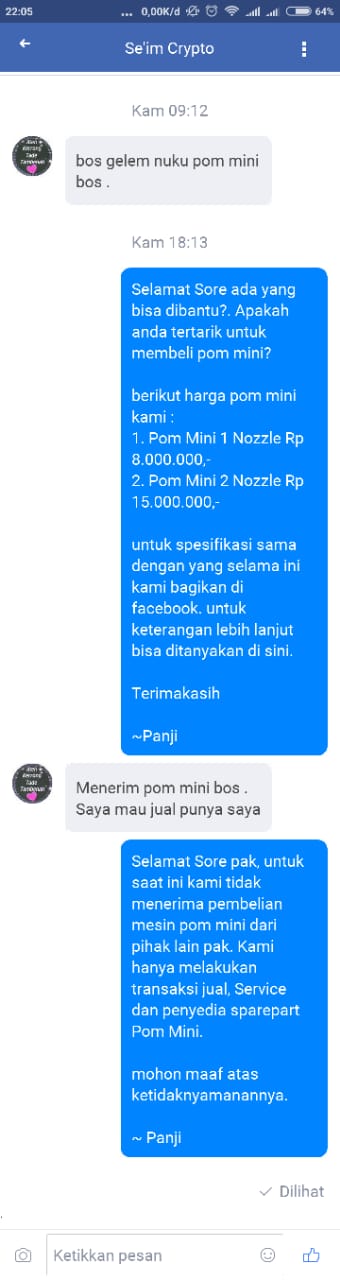 22:05
... 0,00K/d 64%
Se'im Crypto
Kam 09:12
bos gelem nuku pom mini
bos .
Kam 18:13
Selamat Sore ada yang
bisa dibantu?. Apakah
anda tertarik untuk
membeli pom mini?
berikut harga pom mini
kami :
1. Pom Mini 1 Nozzle Rp
8.000.000,-
2. Pom Mini 2 Nozzle Rp
15.000.000,-
untuk spesifikasi sama
dengan yang selama ini
kami bagikan di
facebook. untuk
keterangan lebih lanjut
bisa ditanyakan di sini.
Terimakasih
~Panji
Menerim pom mini bos .
Saya mau jual punya saya
Selamat Sore pak, untuk
saat ini kami tidak
menerima pembelian
mesin pom mini dari
pihak lain pak. Kami
hanya melakukan
transaksi jual, Service
dan penyedia sparepart
Pom Mini.
mohon maaf atas
ketidaknyamanannya.
~ Panji
Dilihat
Ketikkan pesan